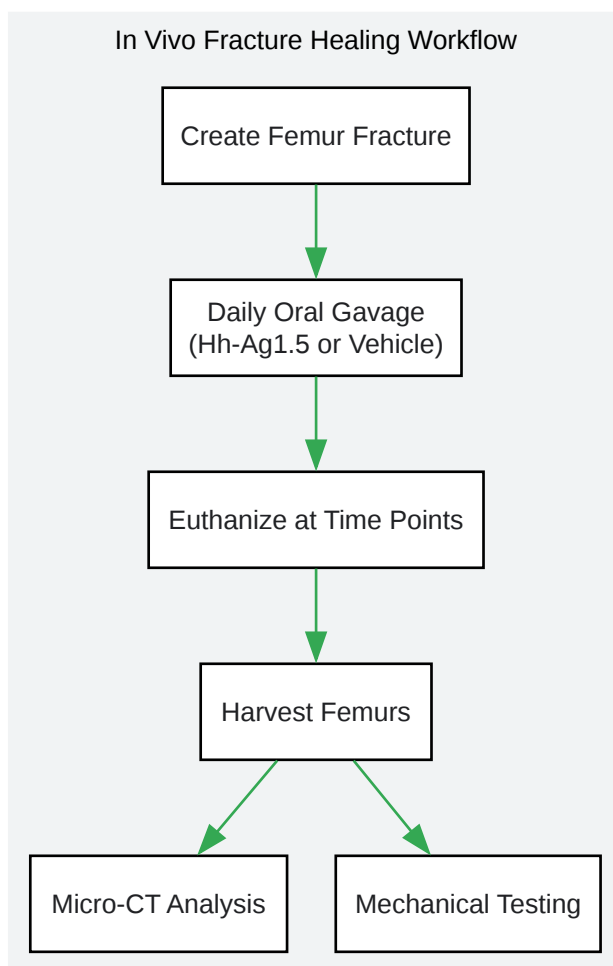 In Vivo Fracture Healing Workflow
Create Femur Fracture
Daily Oral Gavage
(Hh-Ag1.5 or Vehicle)
Euthanize at Time Points
Harvest Femurs
Micro-CT Analysis
Mechanical Testing